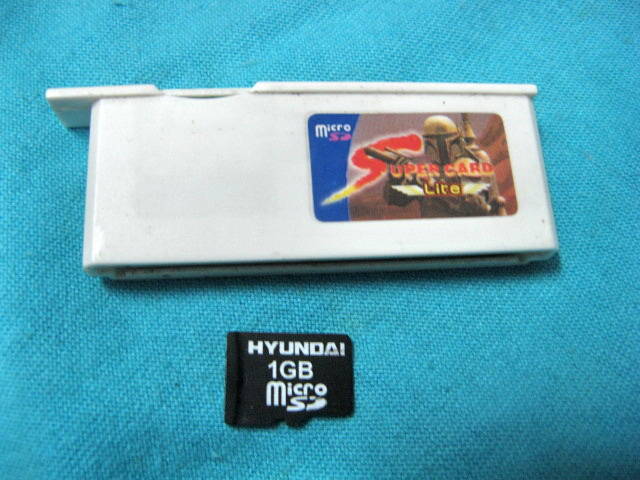 micro
SD
SUPER CARD
Lite
HYUNDAI
1GB
micro
SD